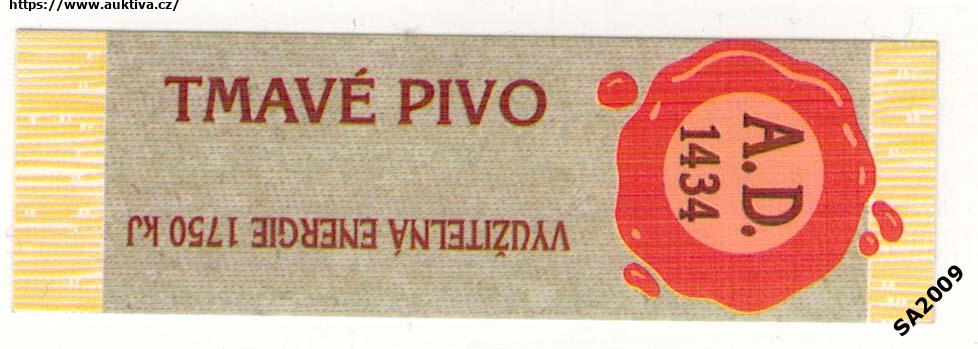 https://www.auktiva.cz/
TMAVÉ PIVO
A.D.
1434
VYUŽITELNÁ ENERGIE 1750 kJ
SA2009